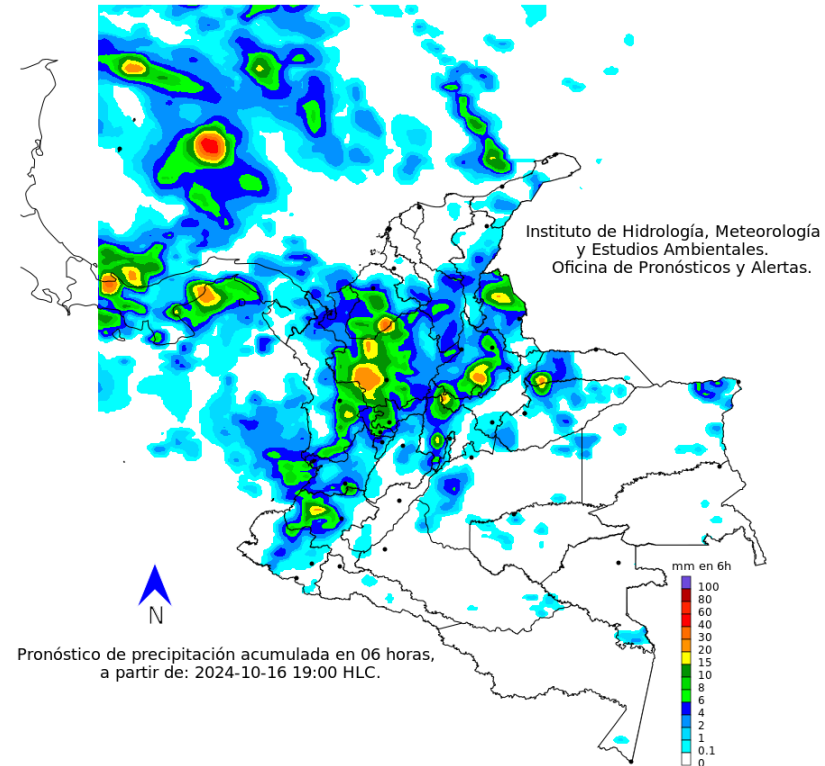 Instituto de Hidrología, Meteorología
y Estudios Ambientales.
Oficina de Pronósticos y Alertas.
mm en 6h
100
80
60
40
30
20
15
10
8
6
4
2
1
0.1
0
N
Pronóstico de precipitación acumulada en 06 horas,
a partir de: 2024-10-16 19:00 HLC.